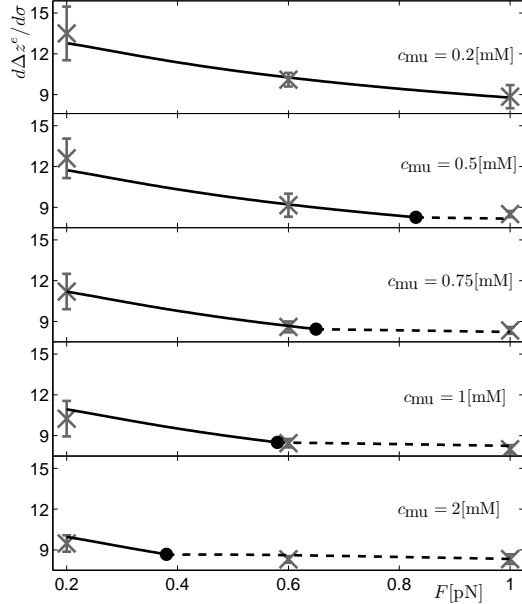 dΔzᵉ/dσ
15
12
9
c_mu = 0.2[mM]
15
12
9
c_mu = 0.5[mM]
15
12
9
c_mu = 0.75[mM]
15
12
9
c_mu = 1[mM]
15
12
9
c_mu = 2[mM]
0.2 0.4 0.6 0.8 1
F[pN]